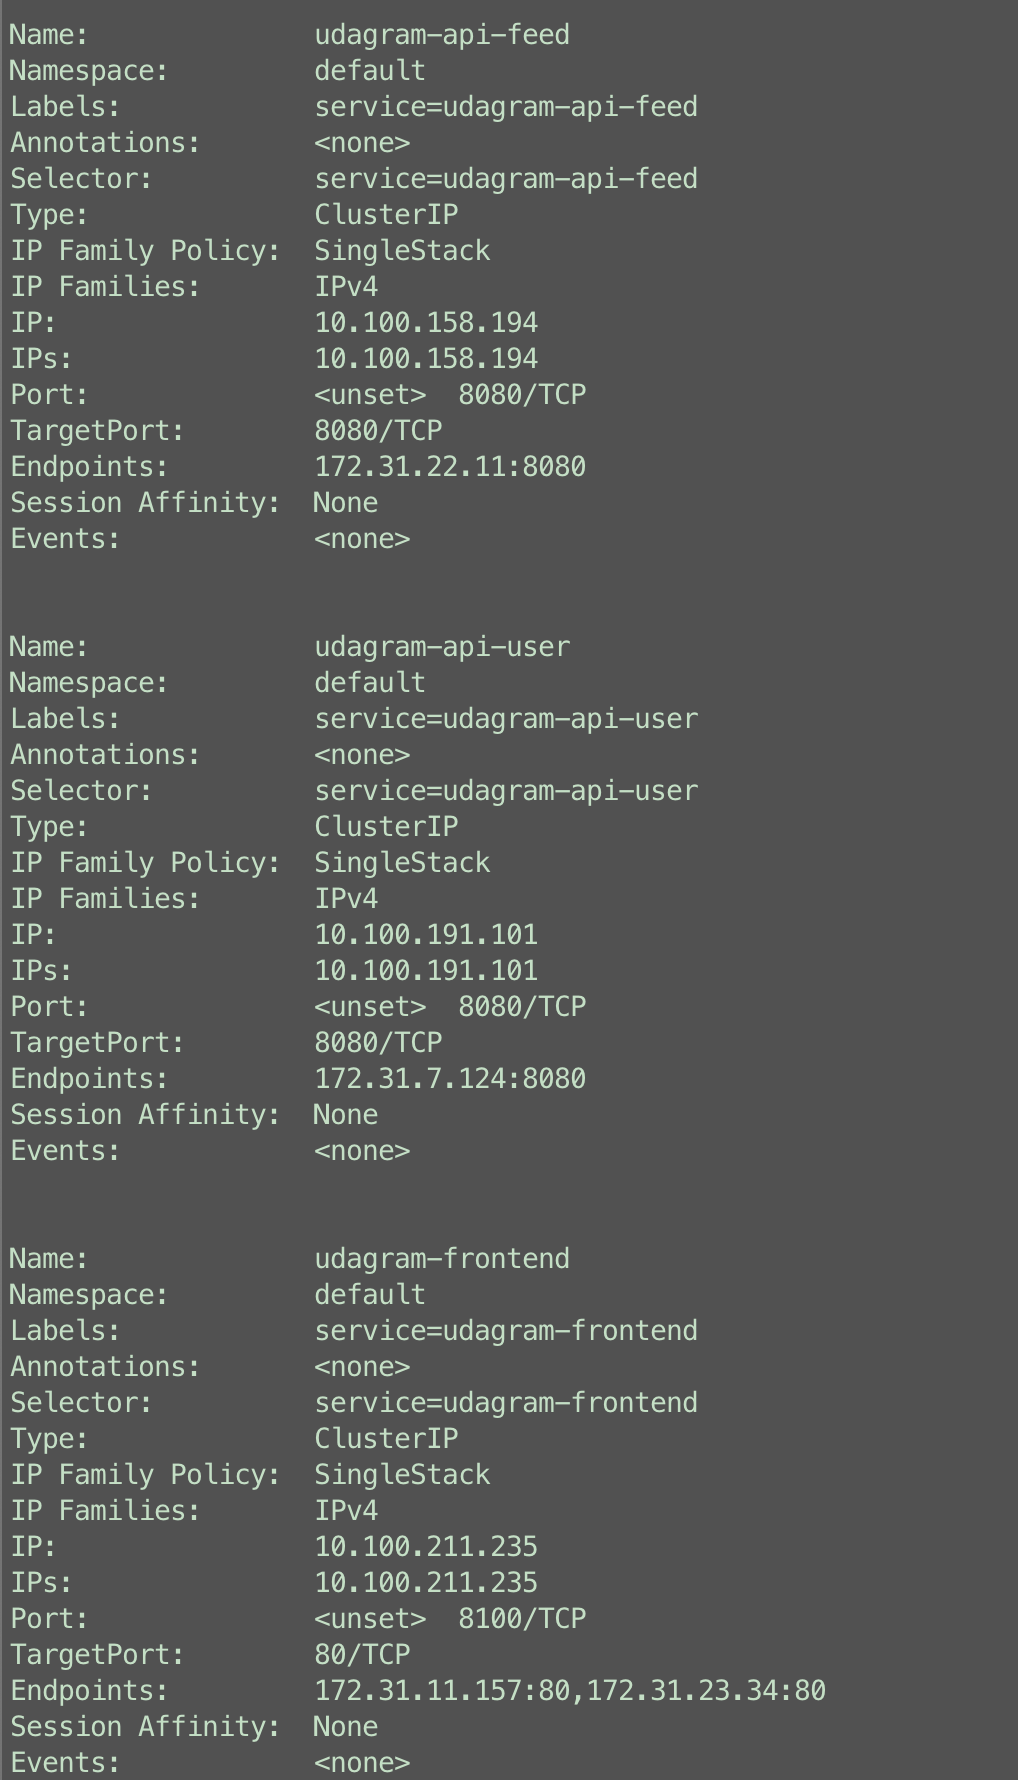 Name: udagram-api-feed
Namespace: default
Labels: service=udagram-api-feed
Annotations: <none>
Selector: service=udagram-api-feed
Type: ClusterIP
IP Family Policy: SingleStack
IP Families: IPv4
IP: 10.100.158.194
IPs: 10.100.158.194
Port: <unset> 8080/TCP
TargetPort: 8080/TCP
Endpoints: 172.31.22.11:8080
Session Affinity: None
Events: <none>
Name: udagram-api-user
Namespace: default
Labels: service=udagram-api-user
Annotations: <none>
Selector: service=udagram-api-user
Type: ClusterIP
IP Family Policy: SingleStack
IP Families: IPv4
IP: 10.100.191.101
IPs: 10.100.191.101
Port: <unset> 8080/TCP
TargetPort: 8080/TCP
Endpoints: 172.31.7.124:8080
Session Affinity: None
Events: <none>
Name: udagram-frontend
Namespace: default
Labels: service=udagram-frontend
Annotations: <none>
Selector: service=udagram-frontend
Type: ClusterIP
IP Family Policy: SingleStack
IP Families: IPv4
IP: 10.100.211.235
IPs: 10.100.211.235
Port: <unset> 8100/TCP
TargetPort: 80/TCP
Endpoints: 172.31.11.157:80,172.31.23.34:80
Session Affinity: None
Events: <none>